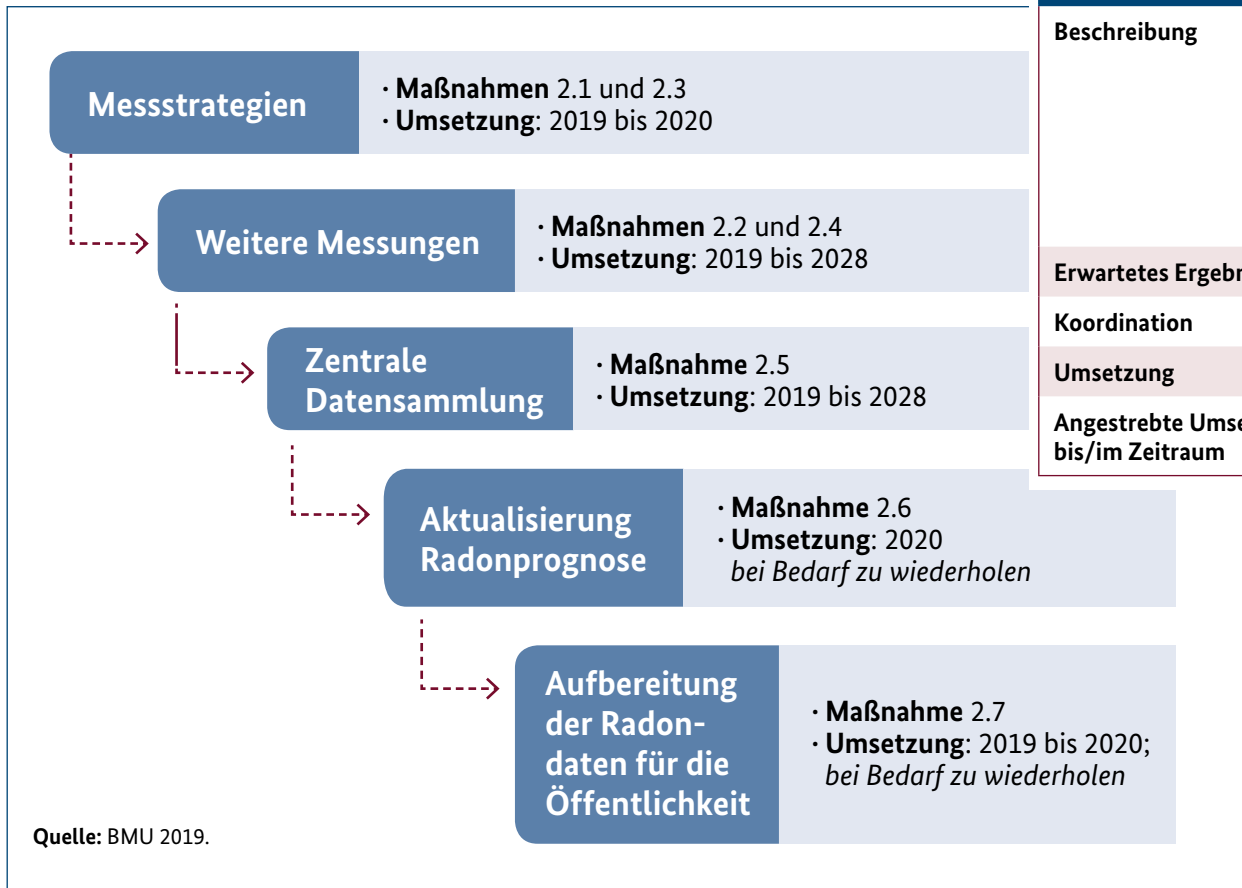 Messstrategien
· Maßnahmen 2.1 und 2.3
· Umsetzung: 2019 bis 2020
Weitere Messungen
· Maßnahmen 2.2 und 2.4
· Umsetzung: 2019 bis 2028
Zentrale
Datensammlung
· Maßnahme 2.5
· Umsetzung: 2019 bis 2028
Aktualisierung
Radonprognose
· Maßnahme 2.6
· Umsetzung: 2020
bei Bedarf zu wiederholen
Aufbereitung
der Radon-
daten für die
Öffentlichkeit
· Maßnahme 2.7
· Umsetzung: 2019 bis 2020;
bei Bedarf zu wiederholen
Quelle: BMU 2019.
Beschreibung
Erwartetes
Koordination
Umsetzung
Angestrebte
bis/im Zeitraum